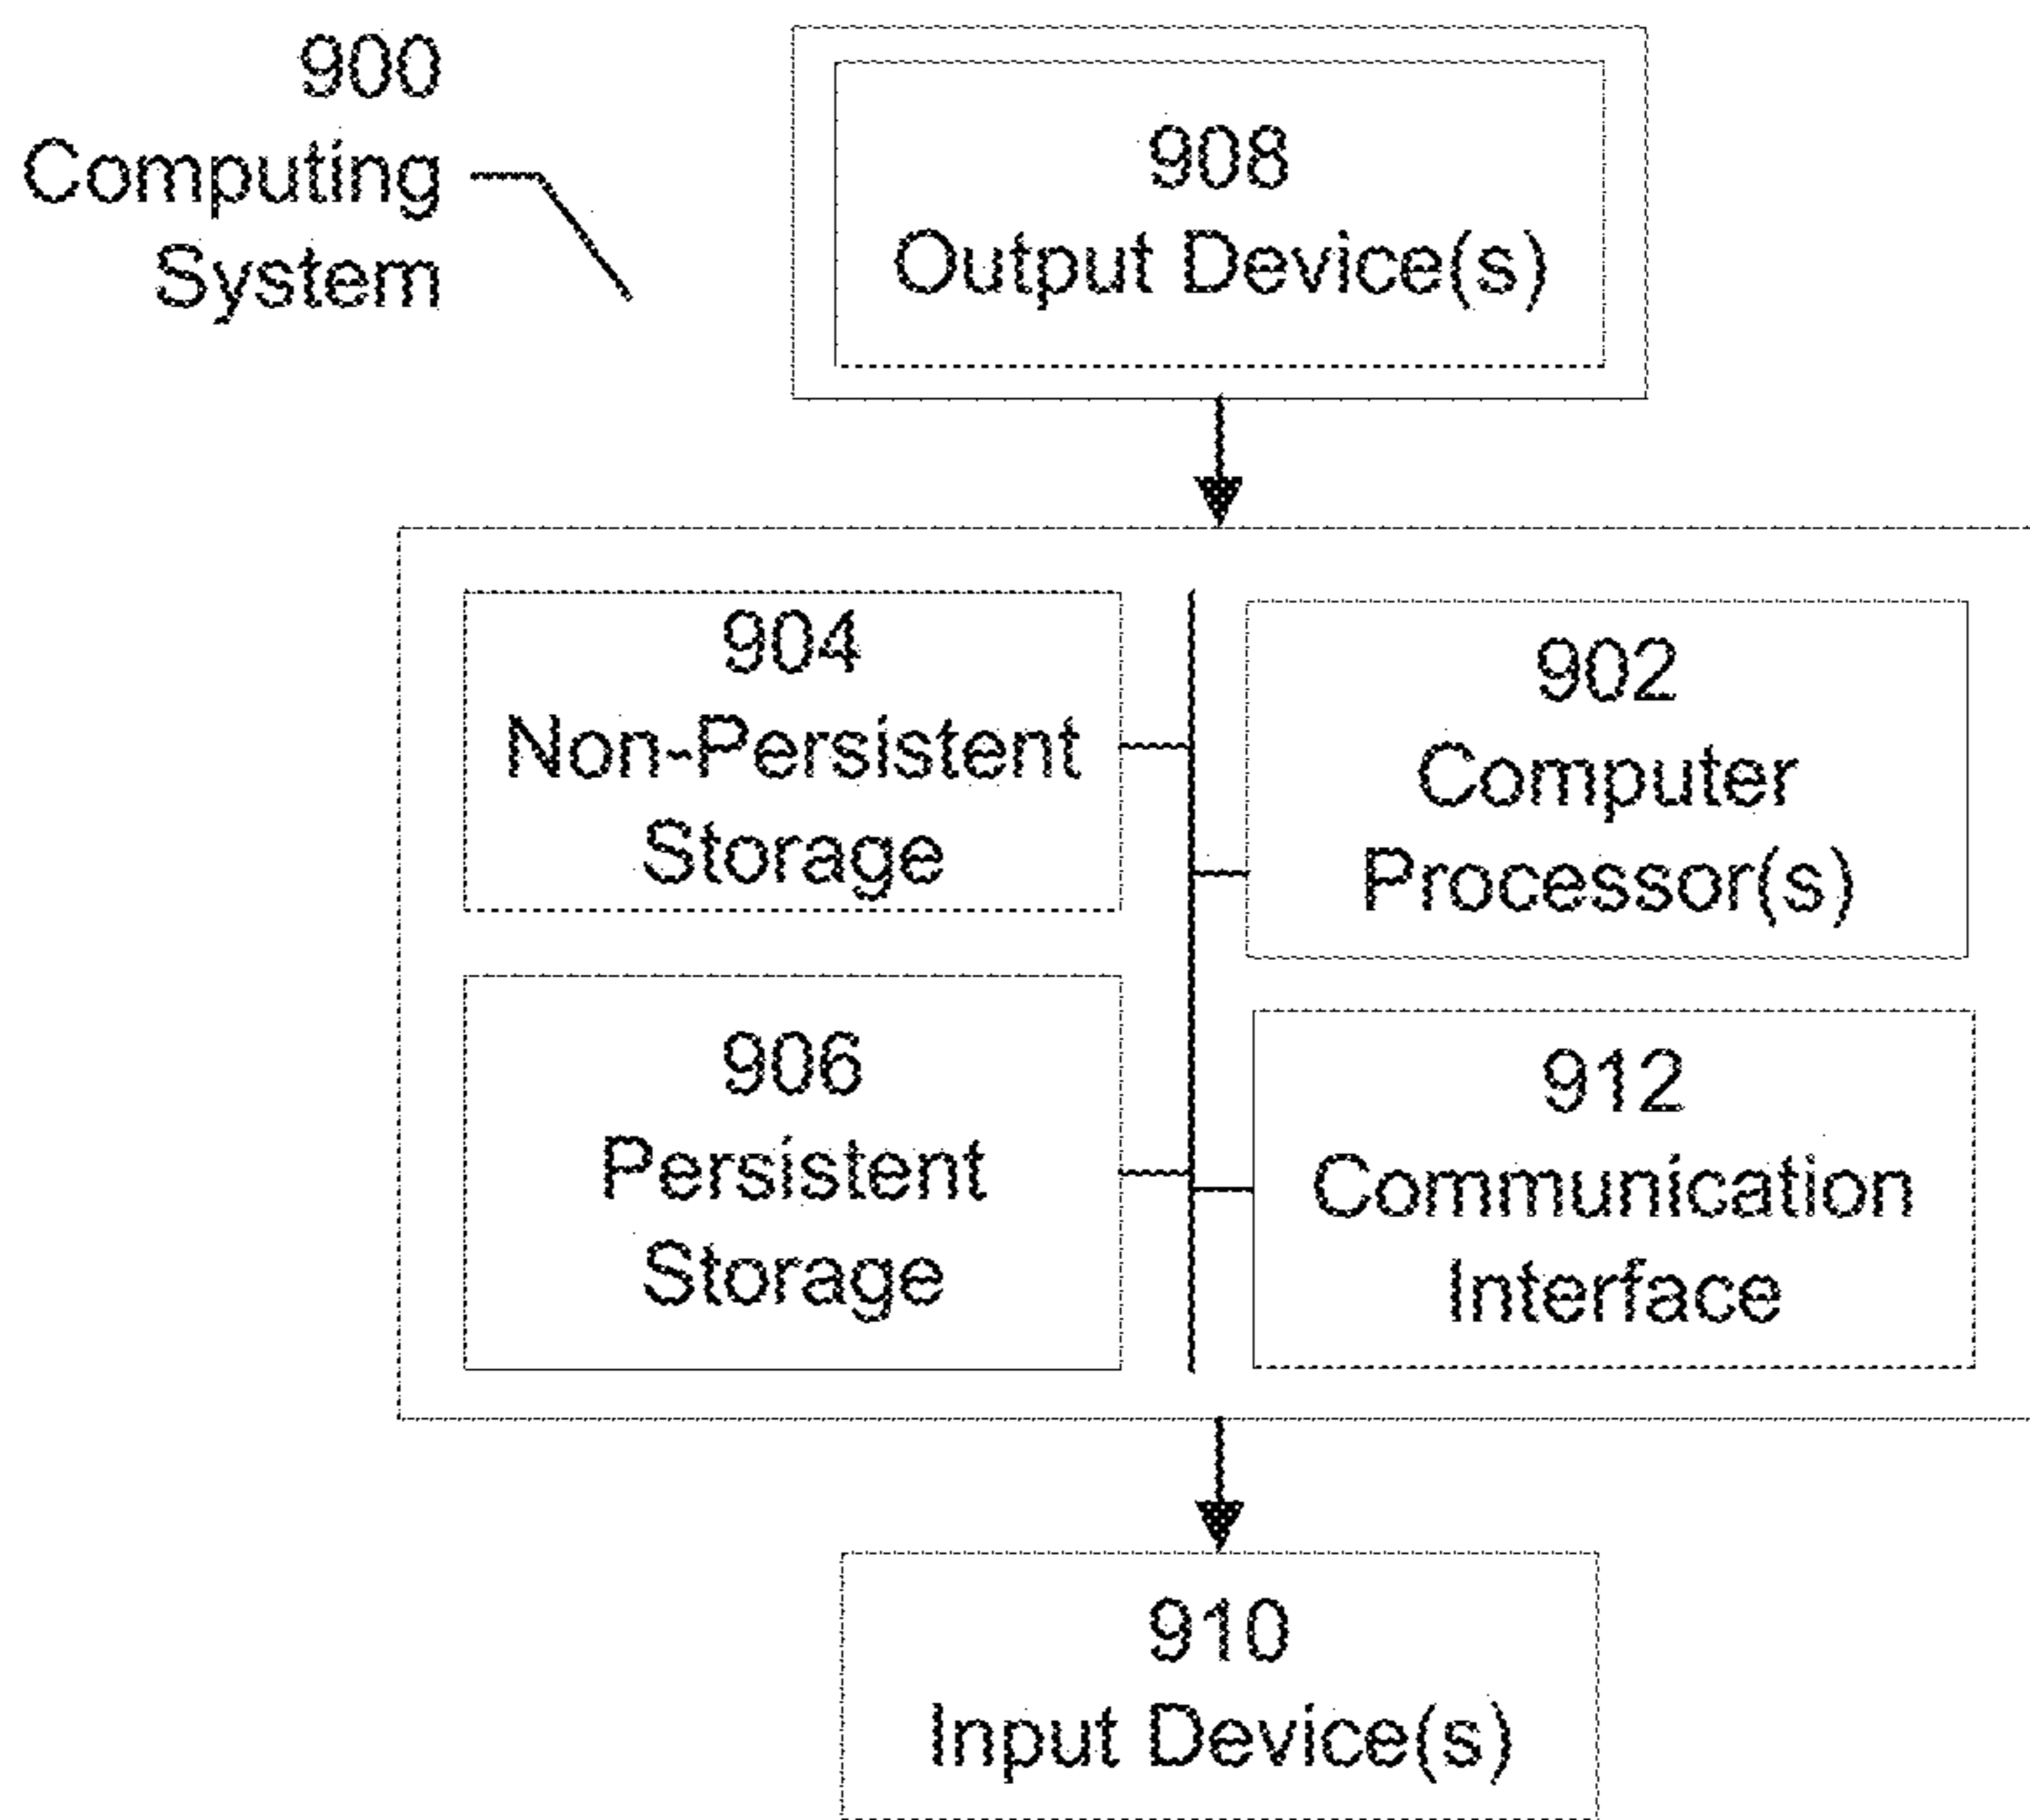 900
Computing
System
908
Output Device(s)
904
Non-Persistent
Storage
902
Computer
Processor(s)
906
Persistent
Storage
912
Communication
Interface
910
Input Device(s)